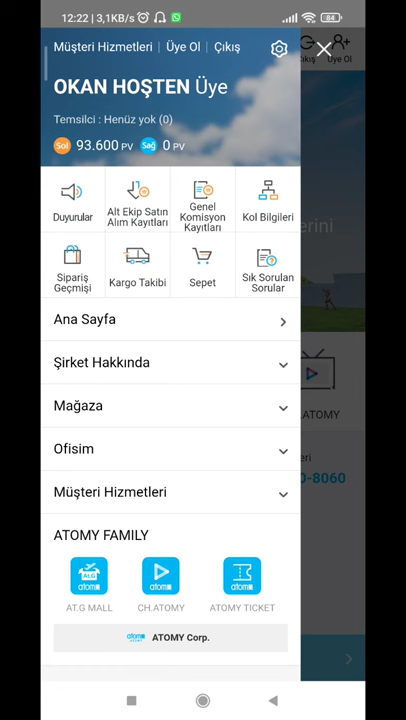 12:22 | 3,1KB/s
84
Müşteri Hizmetleri | Üye Ol | Çıkış
Çıkış Üye Ol
OKAN HOŞTEN Üye
Temsilci : Henüz yok (0)
Sol 93.600 PV Sağ 0 PV
Duyurular
Alt Ekip Satın
Alım Kayıtları
Genel
Komisyon
Kayıtları
Kol Bilgileri
Sipariş
Geçmişi
Kargo Takibi
Sepet
Sık Sorulan
Sorular
Ana Sayfa
Şirket Hakkında
Mağaza
Ofisim
Müşteri Hizmetleri
ATOMY FAMILY
AT.G MALL
CH.ATOMY
ATOMY TICKET
ATOMY Corp.
ATOMY
0-8060